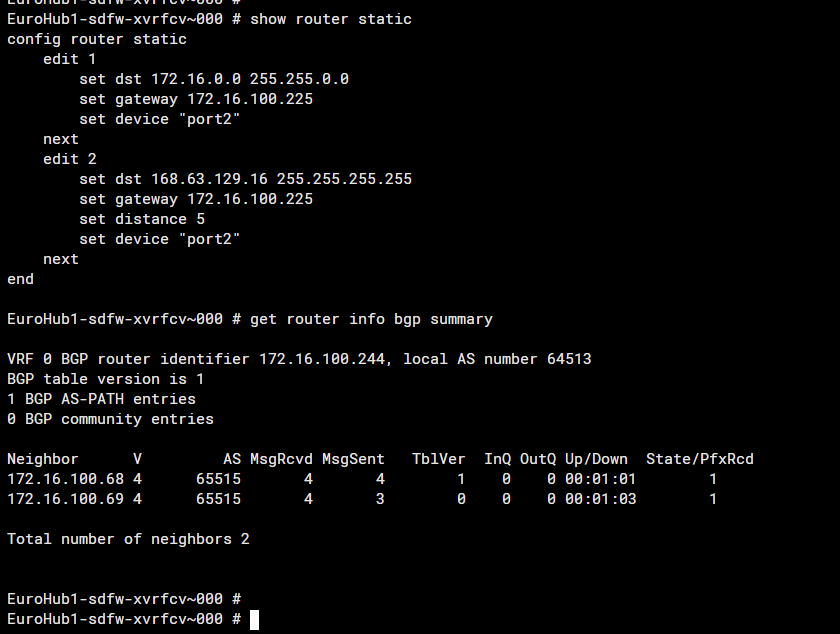 EuroHub1-sdfw-xvrfcv~000 #
EuroHub1-sdfw-xvrfcv~000 # show router static
config router static
    edit 1
        set dst 172.16.0.0 255.255.0.0
        set gateway 172.16.100.225
        set device "port2"
    next
    edit 2
        set dst 168.63.129.16 255.255.255.255
        set gateway 172.16.100.225
        set distance 5
        set device "port2"
    next
end

EuroHub1-sdfw-xvrfcv~000 # get router info bgp summary

VRF 0 BGP router identifier 172.16.100.244, local AS number 64513
BGP table version is 1
1 BGP AS-PATH entries
0 BGP community entries

Neighbor      V          AS MsgRcvd MsgSent   TblVer  InQ OutQ Up/Down  State/PfxRcd
172.16.100.68 4       65515       4       4        1    0    0 00:01:01        1
172.16.100.69 4       65515       4       3        0    0    0 00:01:03        1

Total number of neighbors 2


EuroHub1-sdfw-xvrfcv~000 #
EuroHub1-sdfw-xvrfcv~000 #